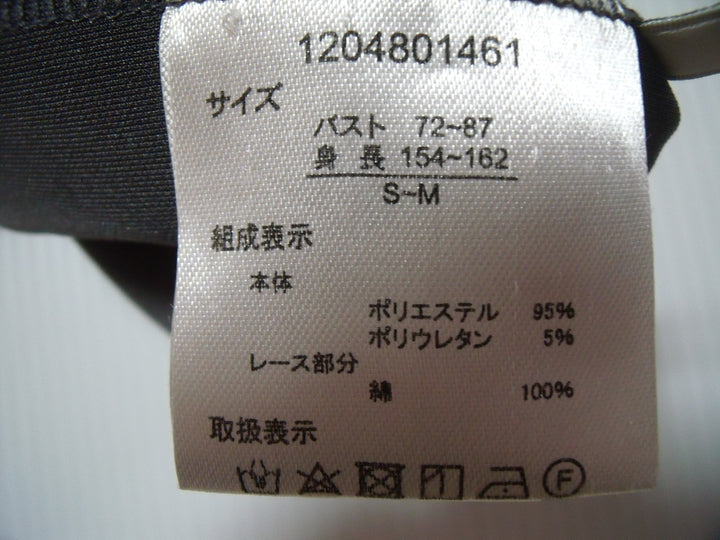 1204801461
サイズ
バスト 72~87
身長 154~162
S~M
組成表示
本体
ポリエステル 95%
ポリウレタン 5%
レース部分
綿 100%
取扱表示
F